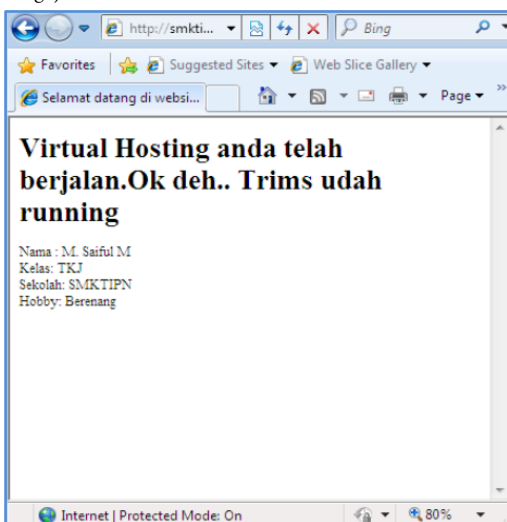 http://smkti...
Bing
Favorites
Suggested Sites
Web Slice Gallery
Selamat datang di websi...
Page
Virtual Hosting anda telah
berjalan.Ok deh.. Trims udah
running
Nama : M. Saiful M
Kelas: TKJ
Sekolah: SMKTIPN
Hobby: Berenang
Internet | Protected Mode: On
80%